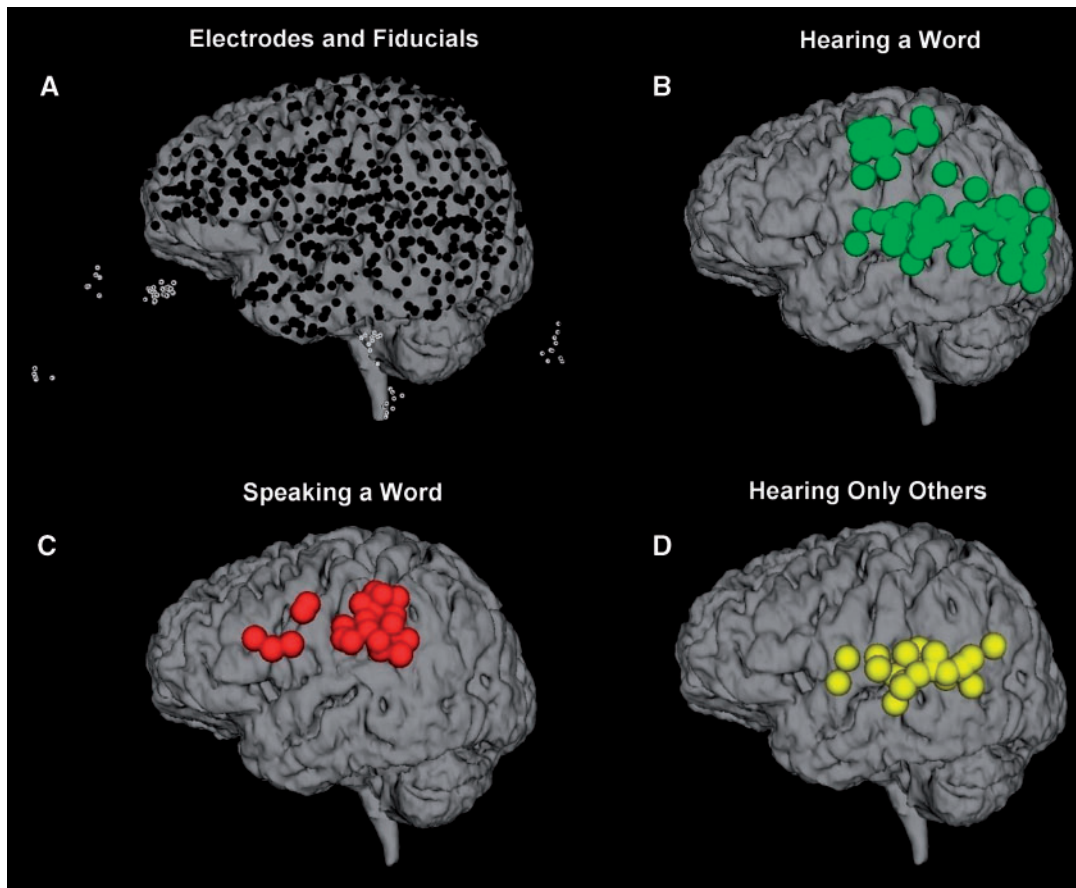 Electrodes and Fiducials
A
Hearing a Word
B
Speaking a Word
C
Hearing Only Others
D